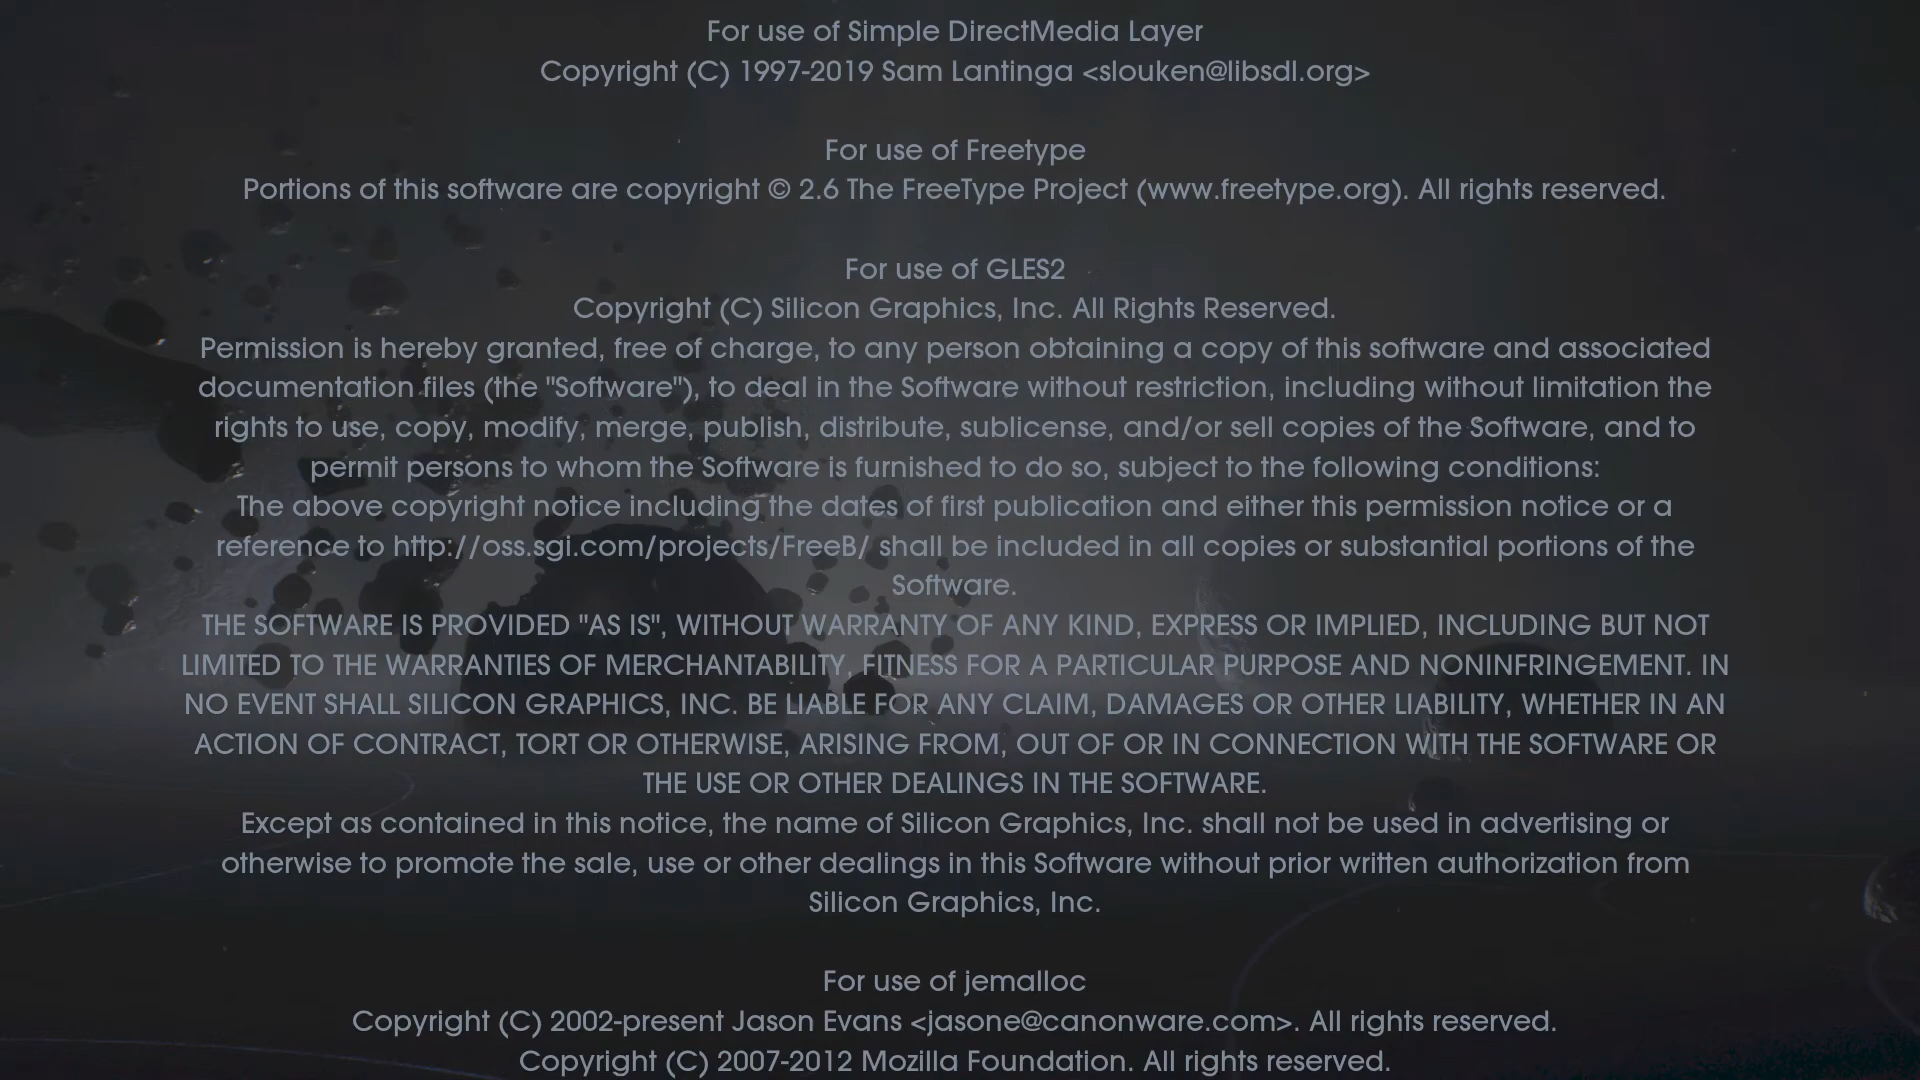 For use of Simple DirectMedia Layer
Copyright (C) 1997-2019 Sam Lantinga <slouken@libsdl.org>
For use of Freetype
Portions of this software are copyright © 2.6 The FreeType Project (www.freetype.org). All rights reserved.
For use of GLES2
Copyright (C) Silicon Graphics, Inc. All Rights Reserved.
Permission is hereby granted, free of charge, to any person obtaining a copy of this software and associated
documentation files (the "Software"), to deal in the Software without restriction, including without limitation the
rights to use, copy, modify, merge, publish, distribute, sublicense, and/or sell copies of the Software, and to
permit persons to whom the Software is furnished to do so, subject to the following conditions:
The above copyright notice including the dates of first publication and either this permission notice or a
reference to http://oss.sgi.com/projects/FreeB/ shall be included in all copies or substantial portions of the
Software.
THE SOFTWARE IS PROVIDED "AS IS", WITHOUT WARRANTY OF ANY KIND, EXPRESS OR IMPLIED, INCLUDING BUT NOT
LIMITED TO THE WARRANTIES OF MERCHANTABILITY, FITNESS FOR A PARTICULAR PURPOSE AND NONINFRINGEMENT. IN
NO EVENT SHALL SILICON GRAPHICS, INC. BE LIABLE FOR ANY CLAIM, DAMAGES OR OTHER LIABILITY, WHETHER IN AN
ACTION OF CONTRACT, TORT OR OTHERWISE, ARISING FROM, OUT OF OR IN CONNECTION WITH THE SOFTWARE OR
THE USE OR OTHER DEALINGS IN THE SOFTWARE.
Except as contained in this notice, the name of Silicon Graphics, Inc. shall not be used in advertising or
otherwise to promote the sale, use or other dealings in this Software without prior written authorization from
Silicon Graphics, Inc.
For use of jemalloc
Copyright (C) 2002-present Jason Evans <jasone@canonware.com>. All rights reserved.
Copyright (C) 2007-2012 Mozilla Foundation. All rights reserved.